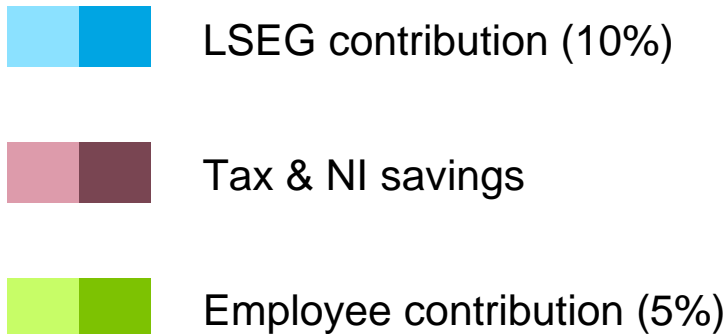 LSEG contribution (10%)
Tax & NI savings
Employee contribution (5%)